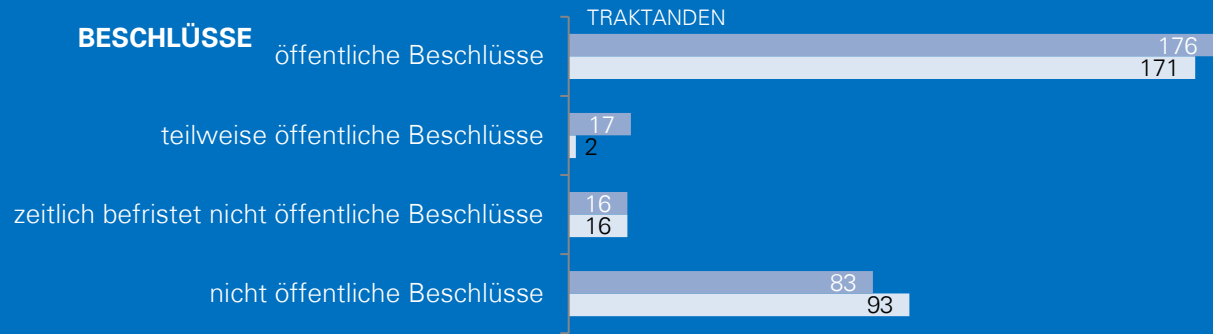 TRAKTANDEN
BESCHLÜSSE
öffentliche Beschlüsse
176
171
teilweise öffentliche Beschlüsse
17
2
zeitlich befristet nicht öffentliche Beschlüsse
16
16
nicht öffentliche Beschlüsse
83
93